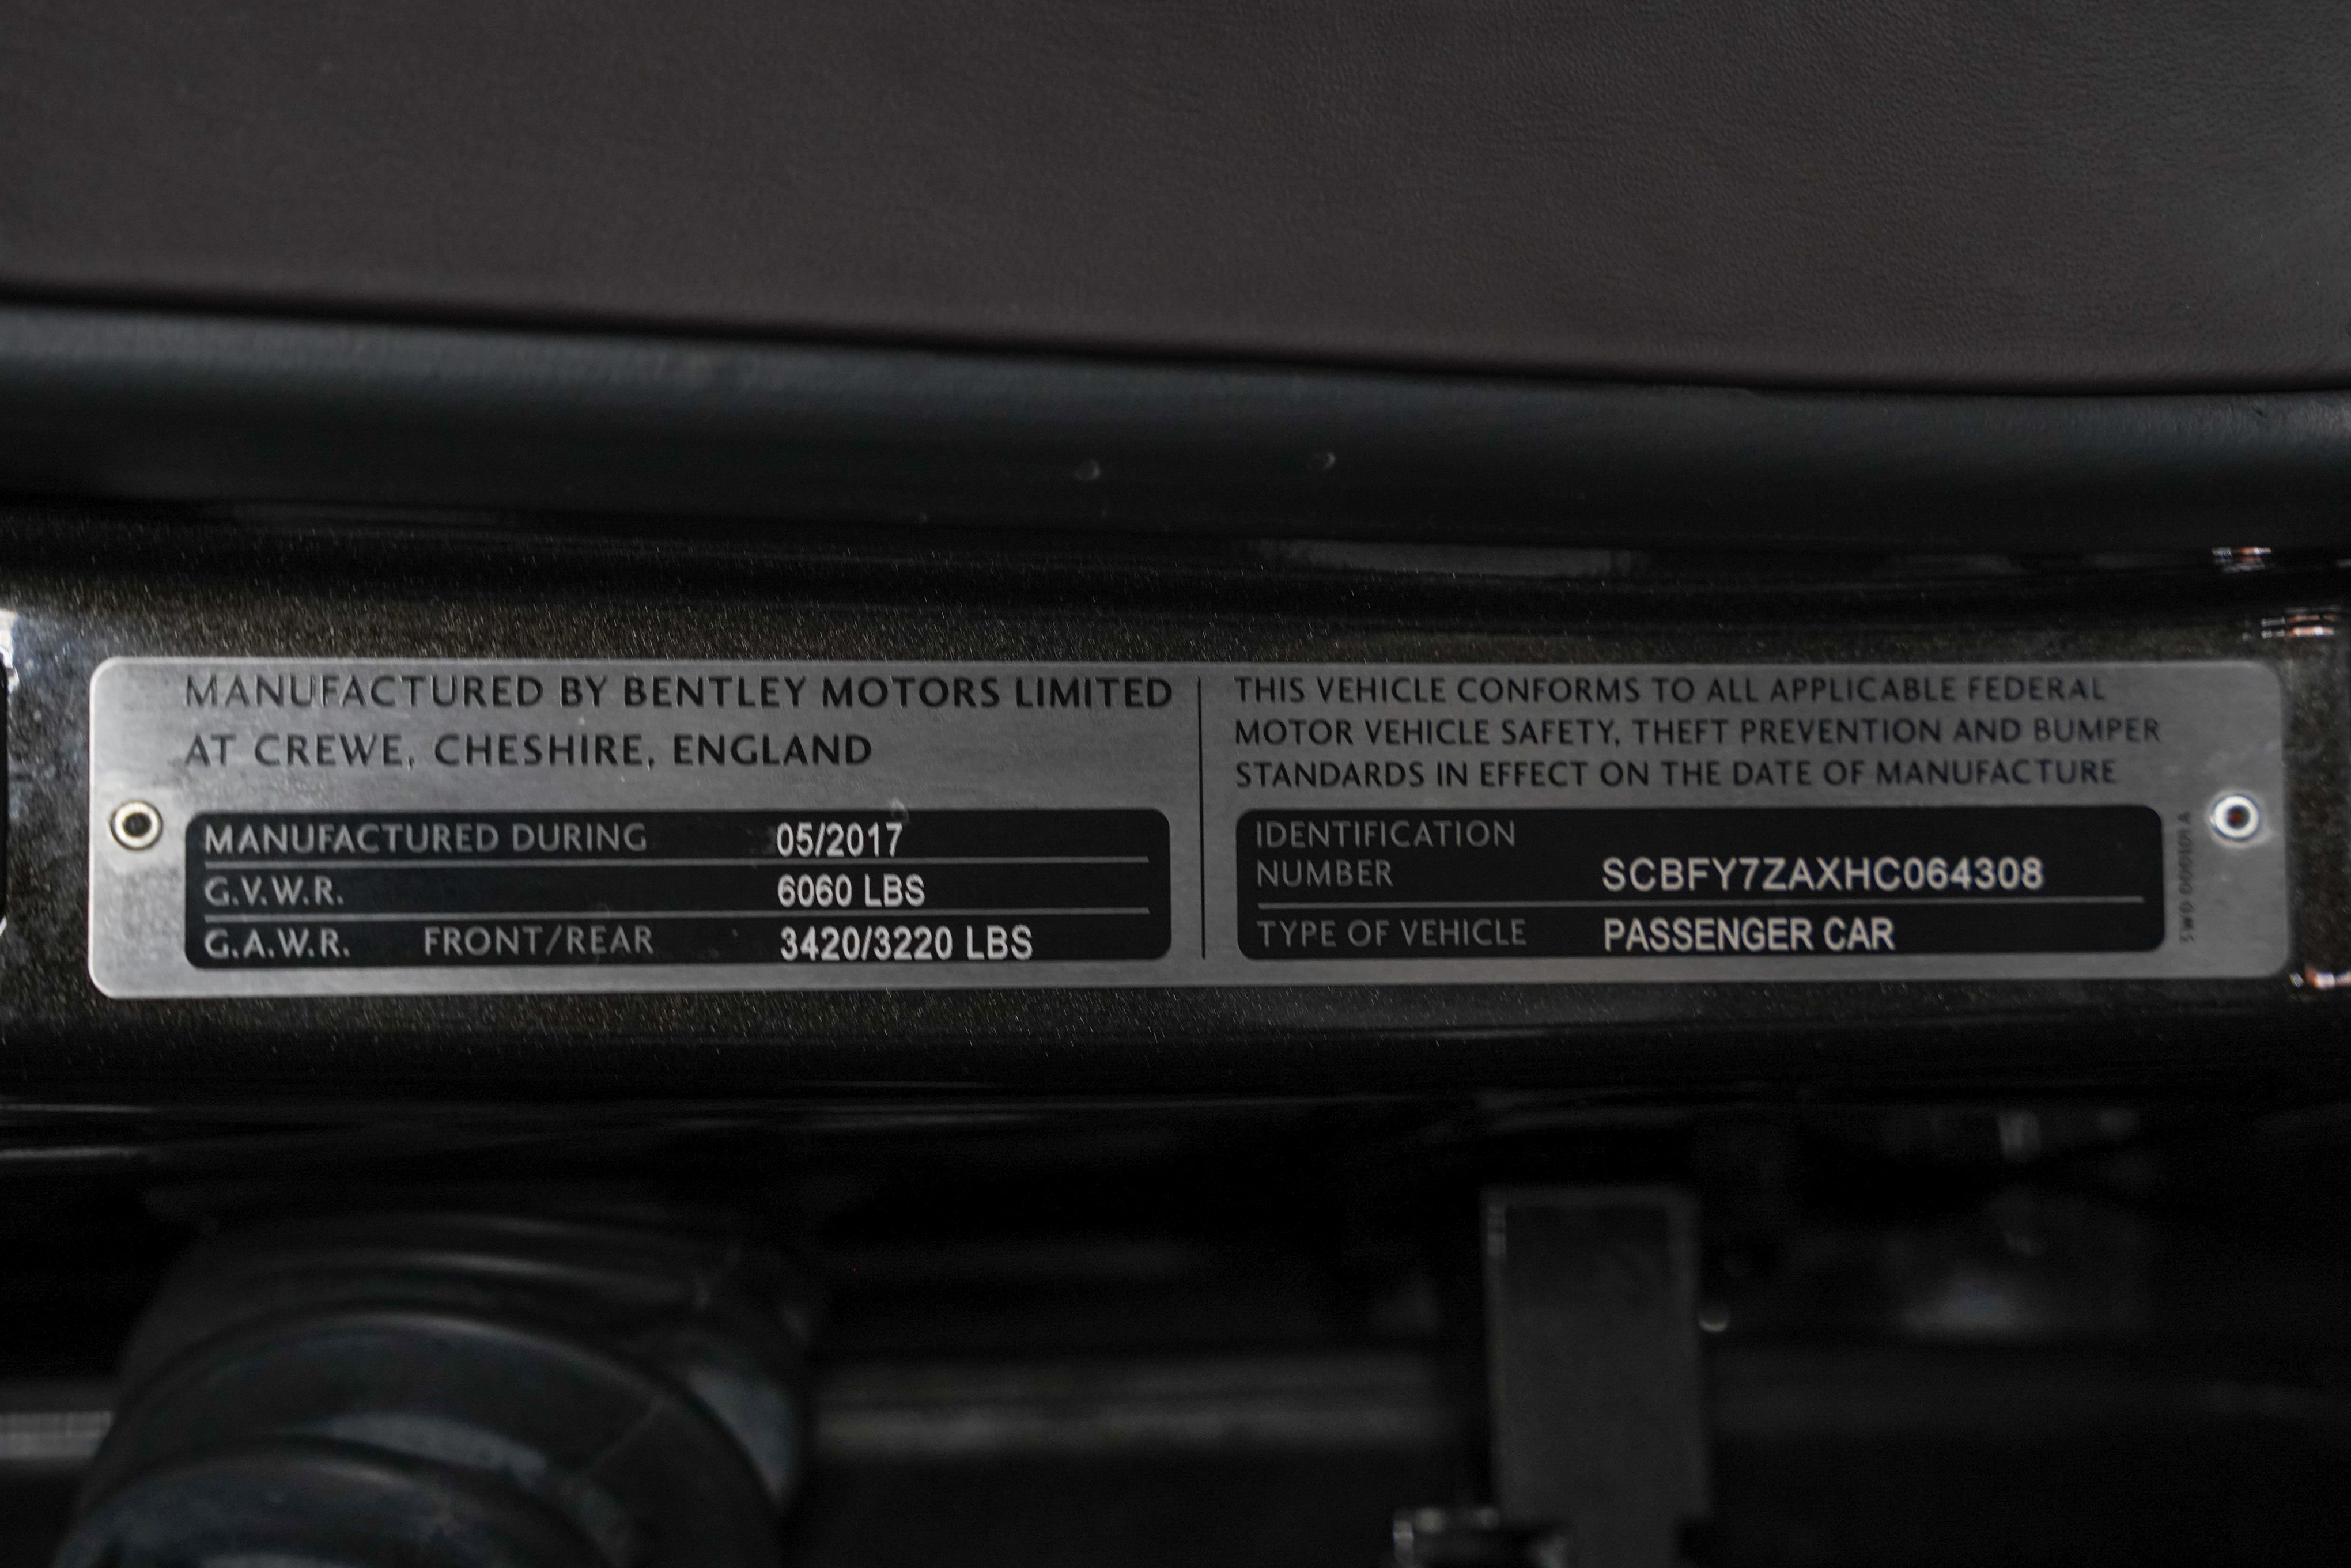 MANUFACTURED BY BENTLEY MOTORS LIMITED
AT CREWE, CHESHIRE, ENGLAND
MANUFACTURED DURING 05/2017
G.V.W.R. 6060 LBS
G.A.W.R. FRONT/REAR 3420/3220 LBS
THIS VEHICLE CONFORMS TO ALL APPLICABLE FEDERAL
MOTOR VEHICLE SAFETY, THEFT PREVENTION AND BUMPER
STANDARDS IN EFFECT ON THE DATE OF MANUFACTURE
IDENTIFICATION
NUMBER SCBFY7ZAXHC064308
TYPE OF VEHICLE PASSENGER CAR